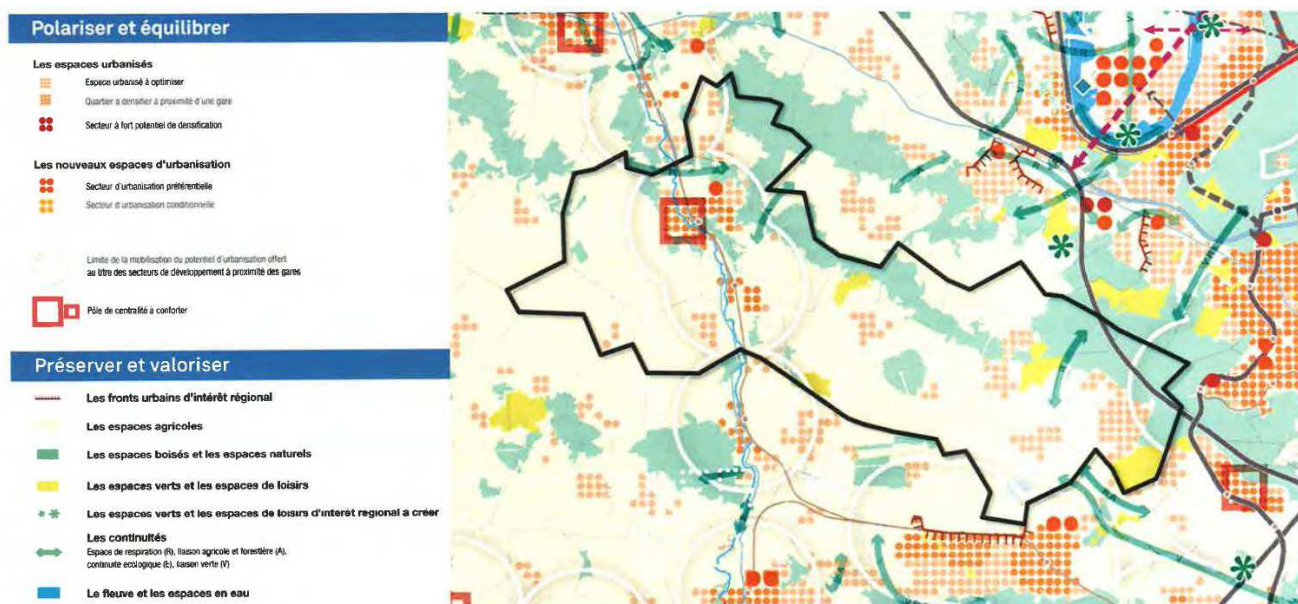 Polariser et équilibrer
Les espaces urbanisés
Espace urbanisé à optimiser
Quartier à densifier à proximité d'une gare
Secteur à fort potentiel de densification
Les nouveaux espaces d'urbanisation
Secteur d'urbanisation préférentielle
Secteur d'urbanisation conditionnelle
Limite de la mobilisation du potentiel d'urbanisation offert
au titre des secteurs de développement à proximité des gares
Pôle de centralité à conforter
Préserver et valoriser
Les fronts urbains d'intérêt régional
Les espaces agricoles
Les espaces boisés et les espaces naturels
Les espaces verts et les espaces de loisirs
Les espaces verts et les espaces de loisirs d'intérêt régional à créer
Les continuités
Espace de respiration (R), liaison agricole et forestière (A),
continuité écologique (E), liaison verte (V)
Le fleuve et les espaces en eau